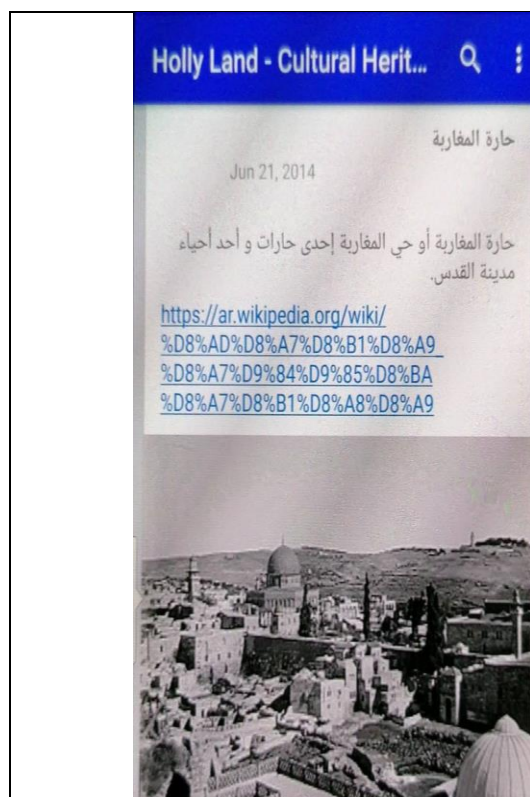 Holly Land - Cultural Herit...
حارة المغاربة
Jun 21, 2014
حارة المغاربة أو حي المغاربة إحدى حارات و أحد أحياء
مدينة القدس.
https://ar.wikipedia.org/wiki/
%D8%AD%D8%A7%D8%B1%D8%A9_
%D8%A7%D9%84%D9%85%D8%BA
%D8%A7%D8%B1%D8%A8%D8%A9